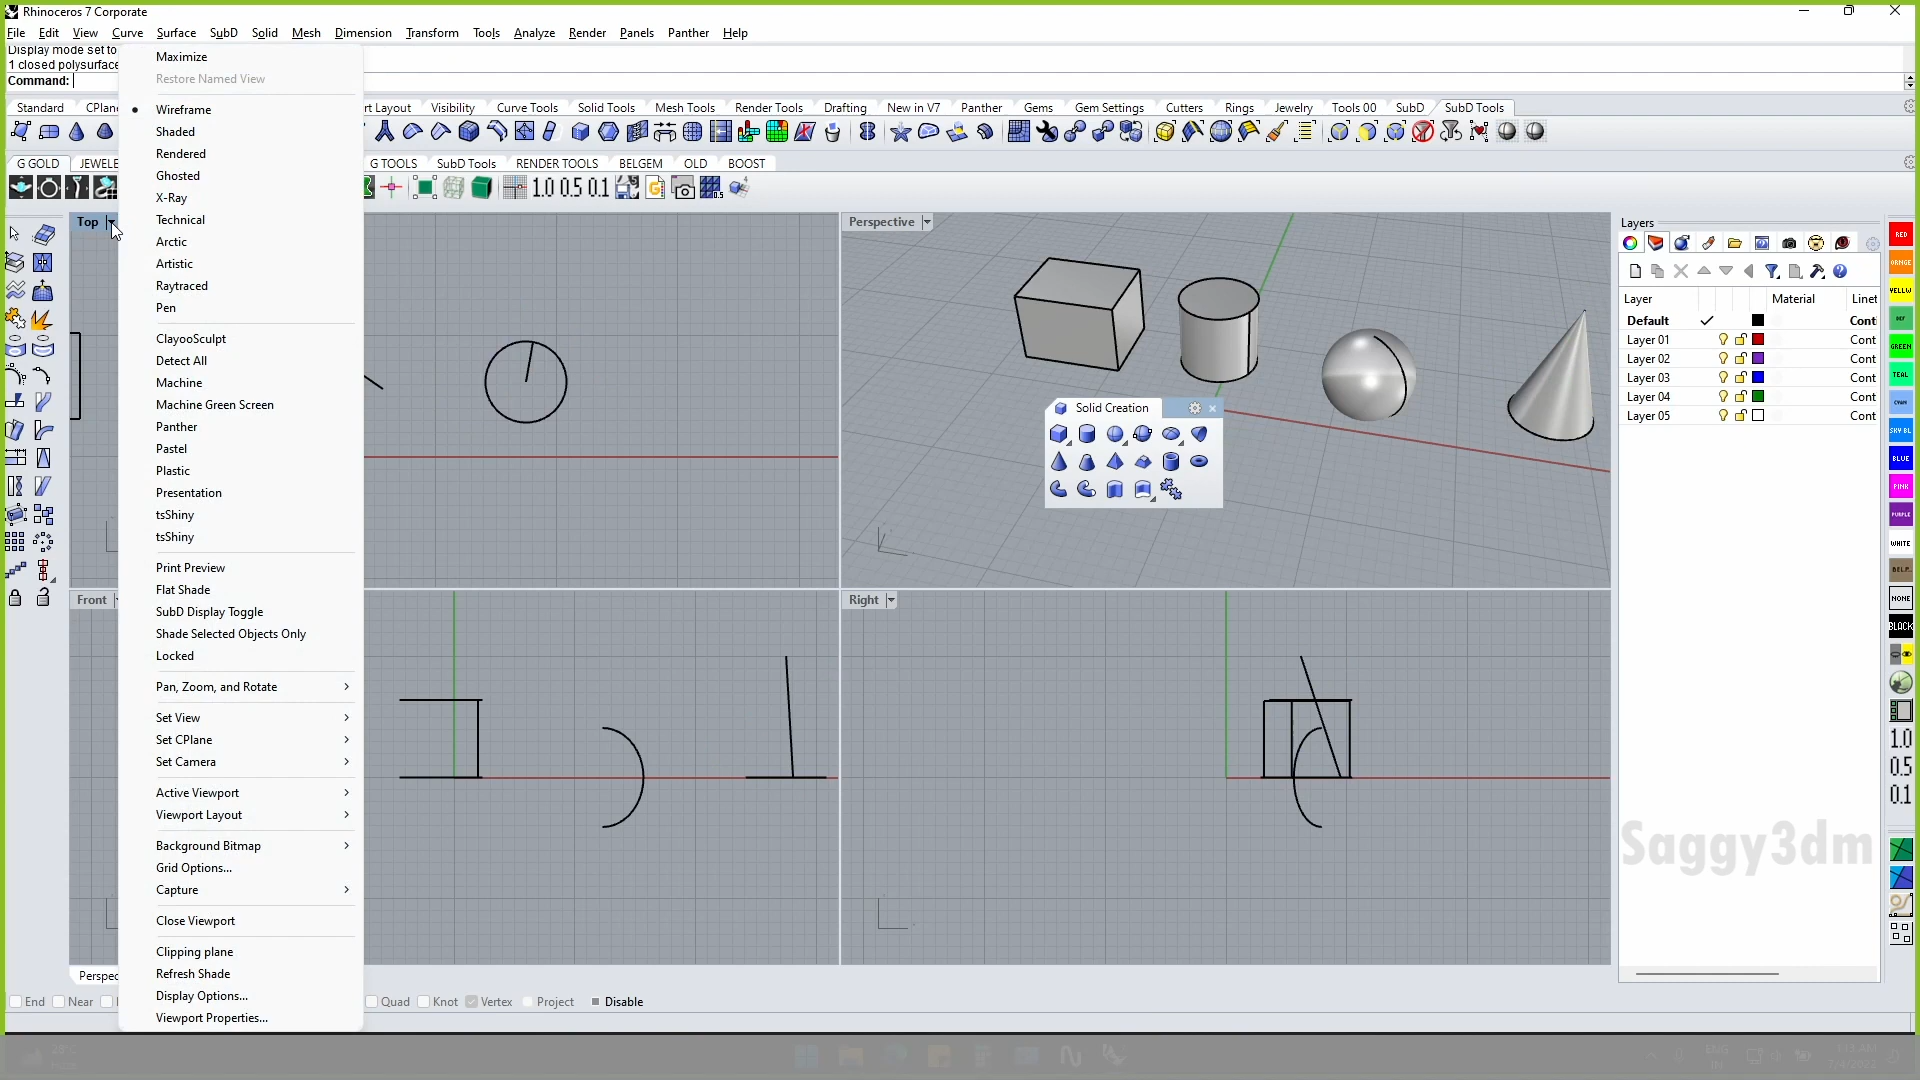 Rhinoceros 7 Corporate
File Edit View Curve Surface SubD Solid Mesh Dimension Transform Tools Analyze Render Panels Panther Help
Display mode set to
1 closed polysurface
Command:
Standard CPlan rt Layout Visibility Curve Tools Solid Tools Mesh Tools Render Tools Drafting New in V7 Panther Gems Gem Settings Cutters Rings Jewelry Tools 00 SubD SubD Tools
G GOLD JEWELE G TOOLS SubD Tools RENDER TOOLS BELGEM OLD BOOST
1.0 0.5 0.1
Top
Maximize
Restore Named View
Wireframe
Shaded
Rendered
Ghosted
X-Ray
Technical
Arctic
Artistic
Raytraced
Pen
ClayooSculpt
Detect All
Machine
Machine Green Screen
Panther
Pastel
Plastic
Presentation
tsShiny
tsShiny
Print Preview
Flat Shade
SubD Display Toggle
Shade Selected Objects Only
Locked
Pan, Zoom, and Rotate
Set View
Set CPlane
Set Camera
Active Viewport
Viewport Layout
Background Bitmap
Grid Options...
Capture
Close Viewport
Clipping plane
Refresh Shade
Display Options...
Viewport Properties...
Perspective
Solid Creation
Front
Right
Layers
Layer Material Linet
Default Conti
Layer 01 Cont
Layer 02 Cont
Layer 03 Cont
Layer 04 Cont
Layer 05 Cont
RED
ORNGE
YELLW
GREEN
TEAL
CYAN
SKY BL
BLUE
PINK
PURPLE
WHITE
NONE
BLACK
1.0
0.5
0.1
Saggy3dm
Perspec
End Near Quad Knot Vertex Project Disable